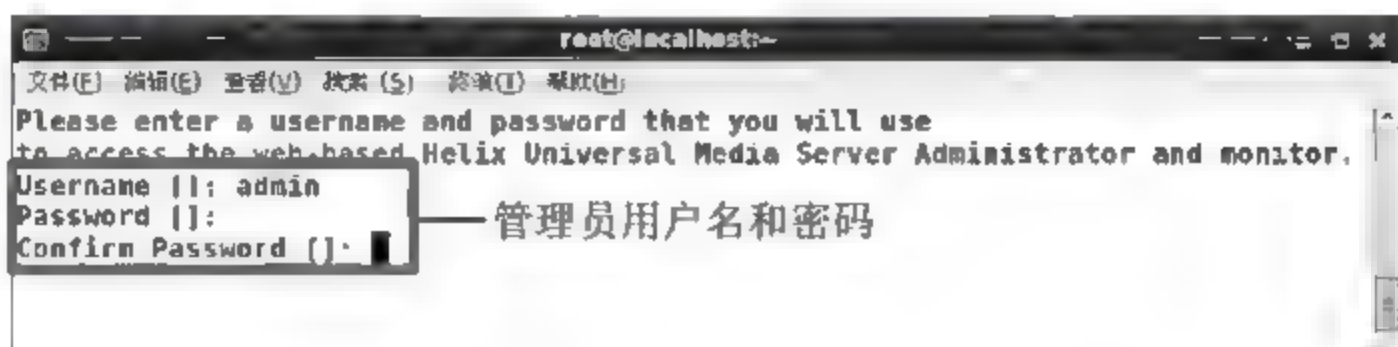 root@localhost:~
文件(F) 编辑(E) 查看(V) 搜索 (S) 终端(T) 帮助(H)
Please enter a username and password that you will use
to access the web-based Helix Universal Media Server Administrator and monitor.
Username []: admin
Password []:
Confirm Password []:
管理员用户名和密码